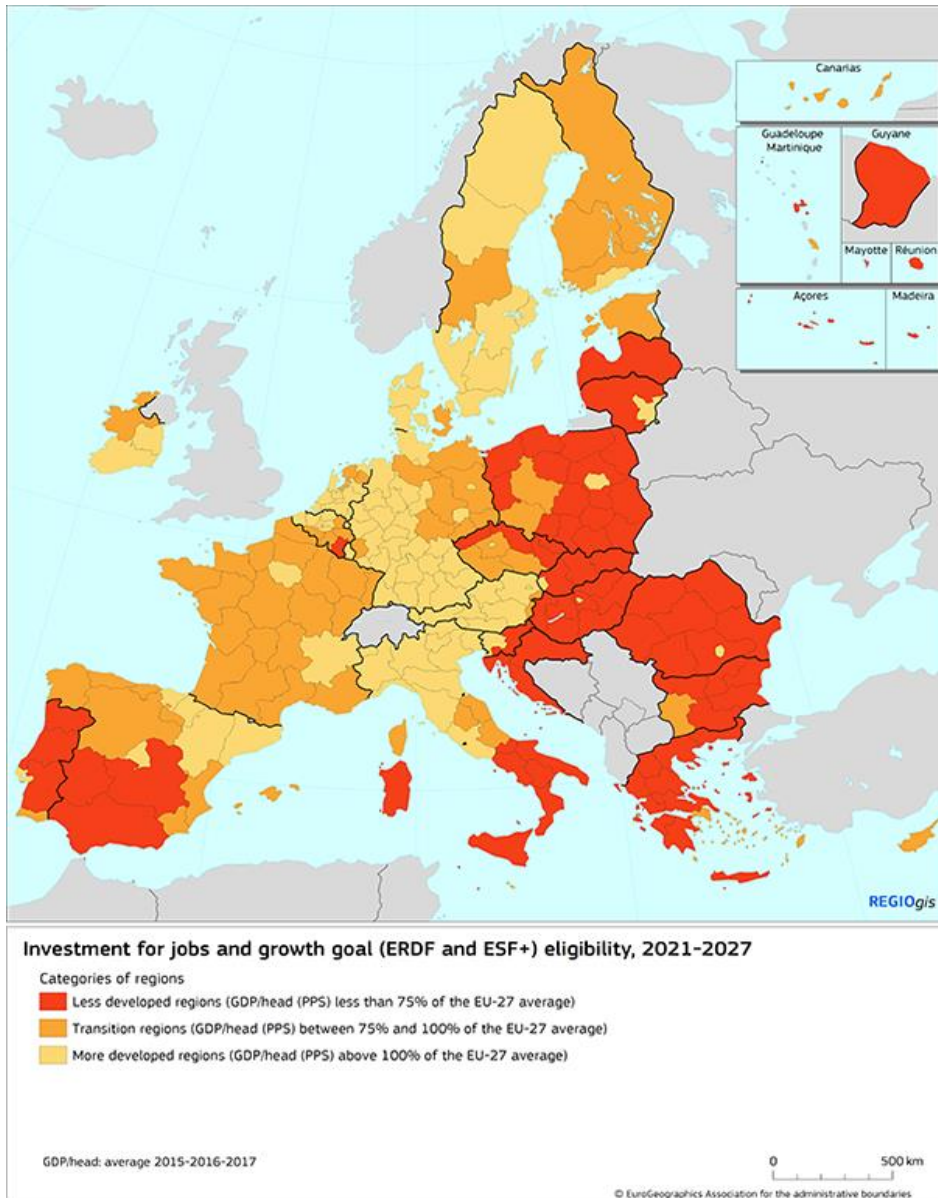 Canarias
Guadeloupe
Martinique
Guyane
Mayotte
Réunion
Açores
Madeira
REGIOgis
Investment for jobs and growth goal (ERDF and ESF+) eligibility, 2021-2027
Categories of regions
Less developed regions (GDP/head (PPS) less than 75% of the EU-27 average)
Transition regions (GDP/head (PPS) between 75% and 100% of the EU-27 average)
More developed regions (GDP/head (PPS) above 100% of the EU-27 average)
GDP/head: average 2015-2016-2017
0 500 km
© EuroGeographics Association for the administrative boundaries